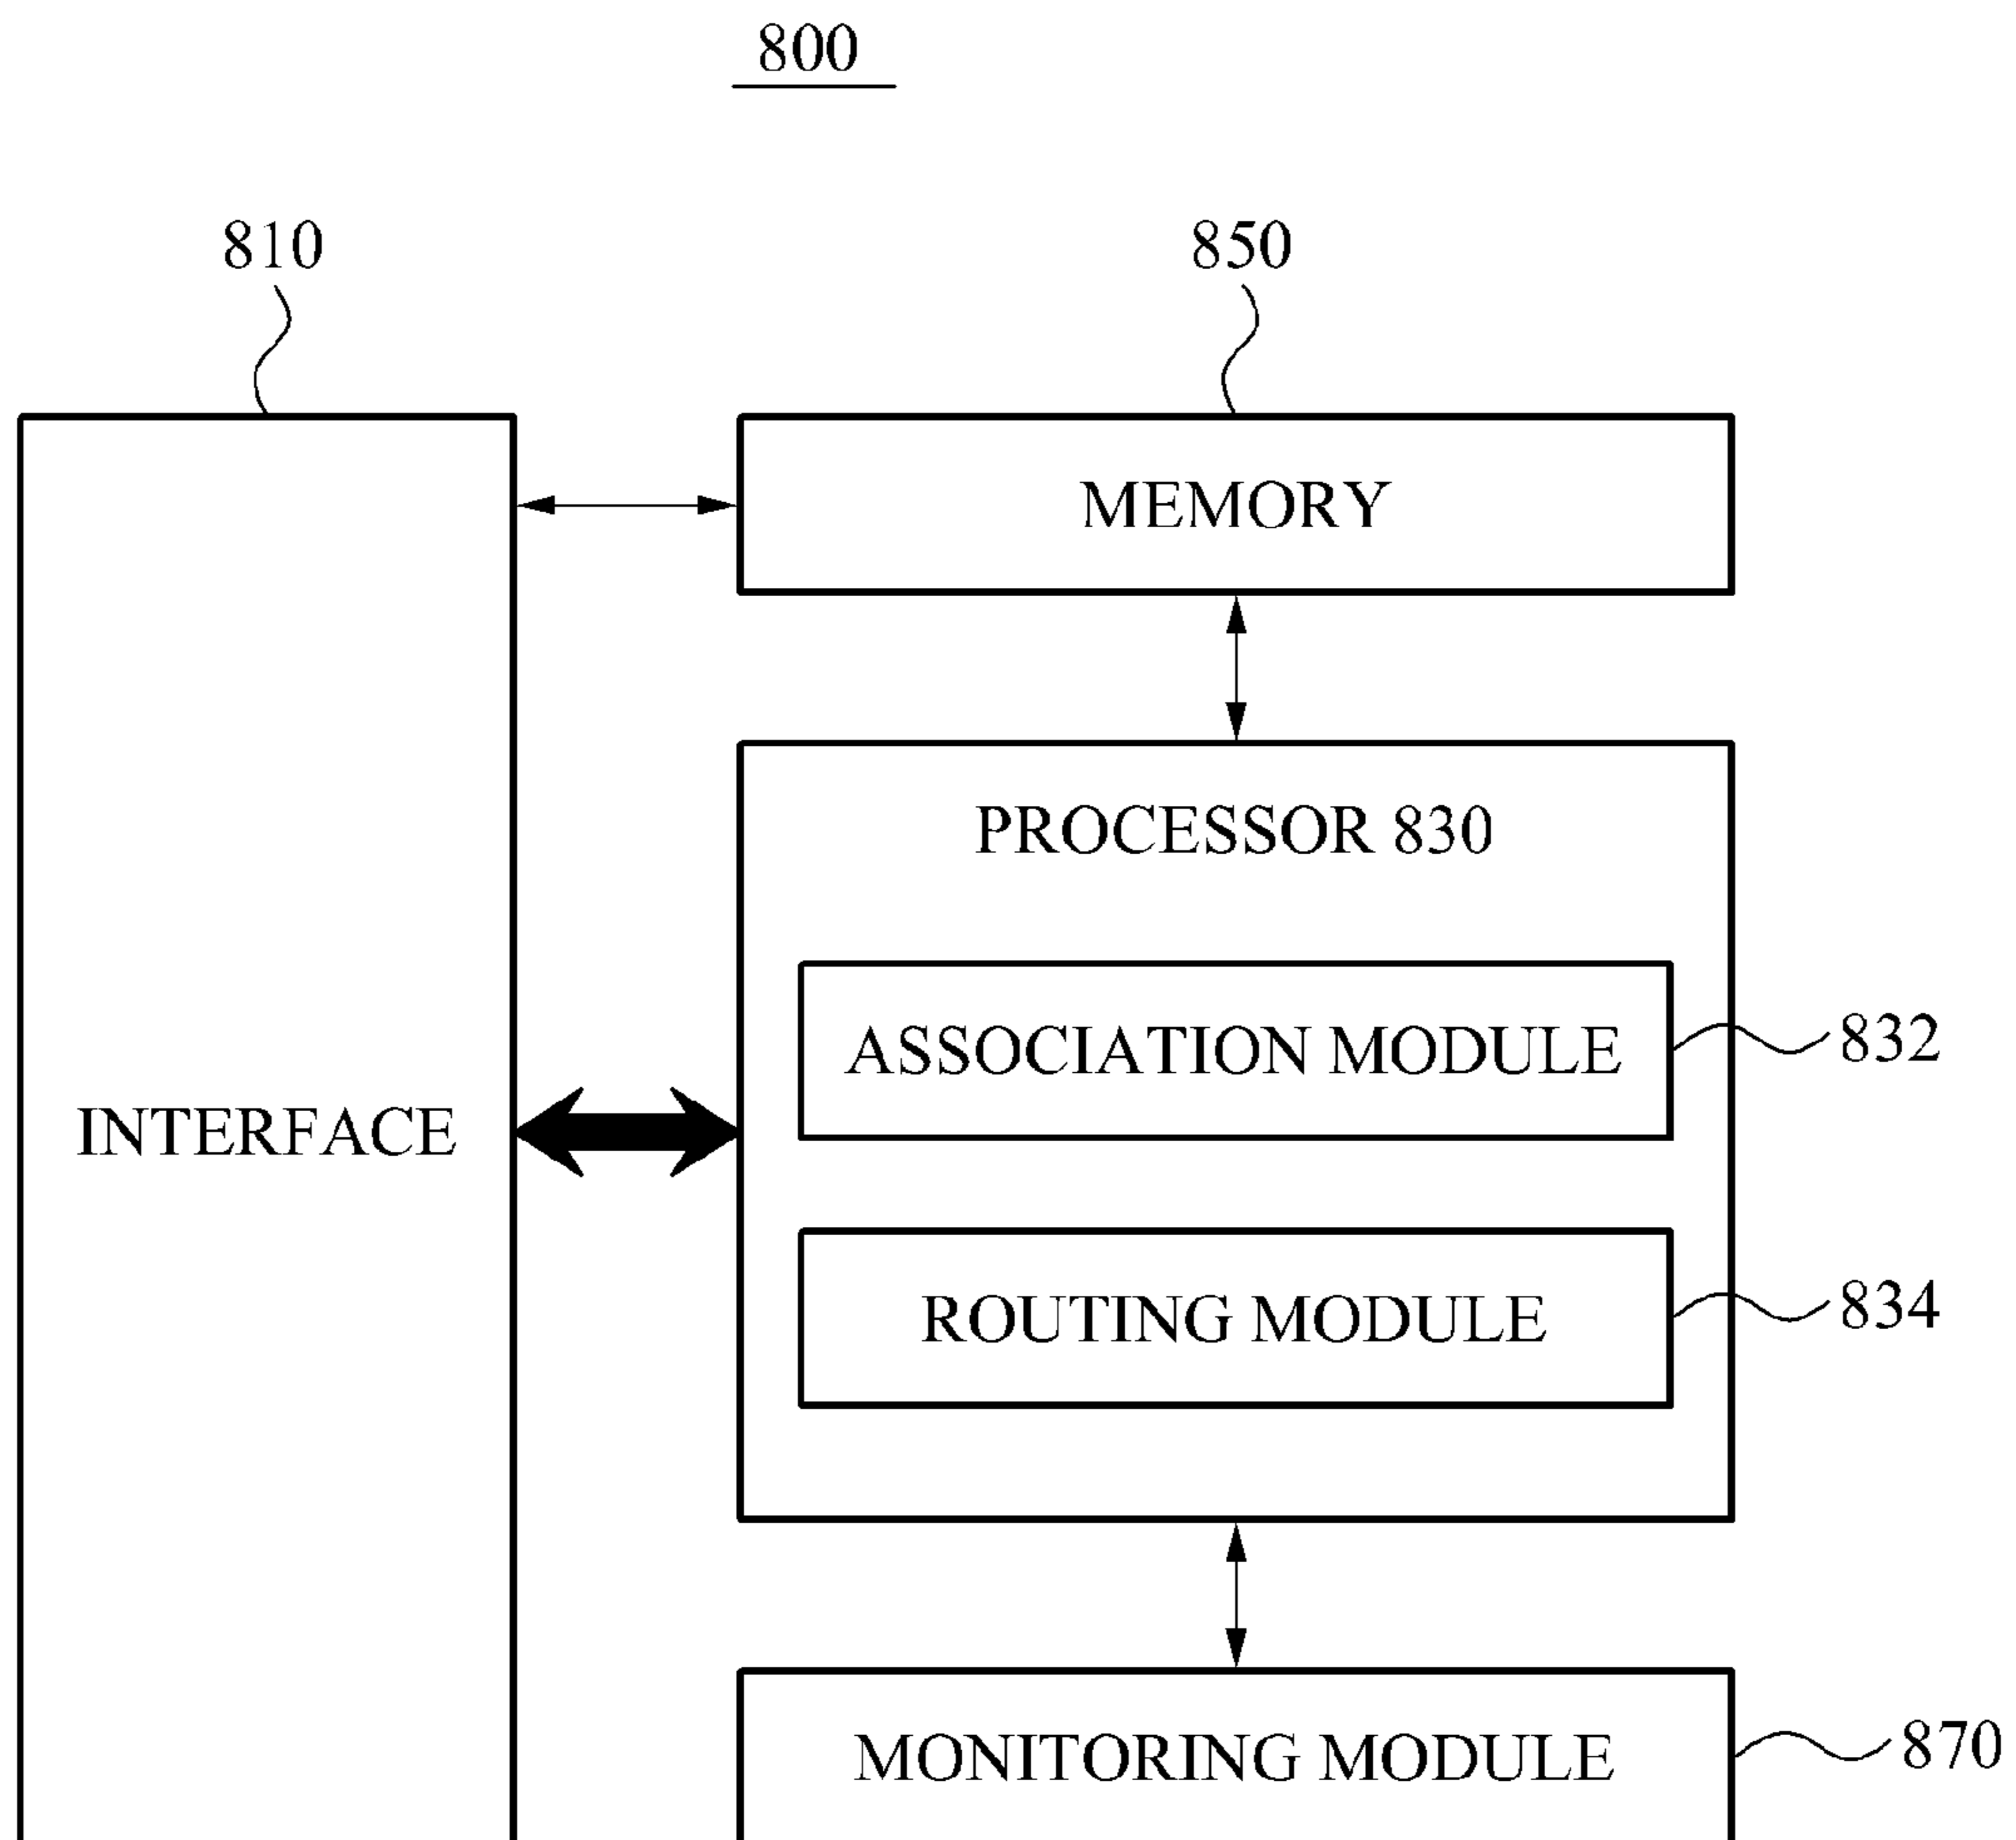 800
810
850
MEMORY
PROCESSOR 830
ASSOCIATION MODULE
832
INTERFACE
ROUTING MODULE
834
MONITORING MODULE
870